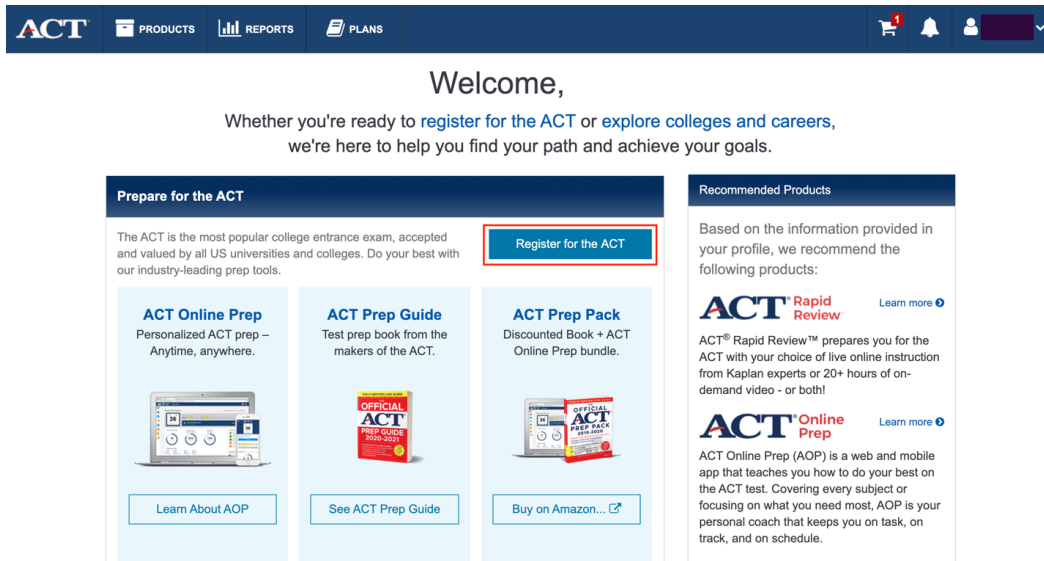 ACT
PRODUCTS
REPORTS
PLANS
1
Welcome,
Whether you're ready to register for the ACT or explore colleges and careers,
we're here to help you find your path and achieve your goals.
Prepare for the ACT
The ACT is the most popular college entrance exam, accepted
and valued by all US universities and colleges. Do your best with
our industry-leading prep tools.
Register for the ACT
ACT Online Prep
Personalized ACT prep –
Anytime, anywhere.
26
Learn About AOP
ACT Prep Guide
Test prep book from the
makers of the ACT.
OFFICIAL
ACT
PREP GUIDE
2020-2021
See ACT Prep Guide
ACT Prep Pack
Discounted Book + ACT
Online Prep bundle.
OFFICIAL
ACT
PREP PACK
2019-2020
Buy on Amazon...
Recommended Products
Based on the information provided in
your profile, we recommend the
following products:
ACT® Rapid
Review™
Learn more
ACT® Rapid Review™ prepares you for the
ACT with your choice of live online instruction
from Kaplan experts or 20+ hours of on-
demand video - or both!
ACT® Online
Prep
Learn more
ACT Online Prep (AOP) is a web and mobile
app that teaches you how to do your best on
the ACT test. Covering every subject or
focusing on what you need most, AOP is your
personal coach that keeps you on task, on
track, and on schedule.